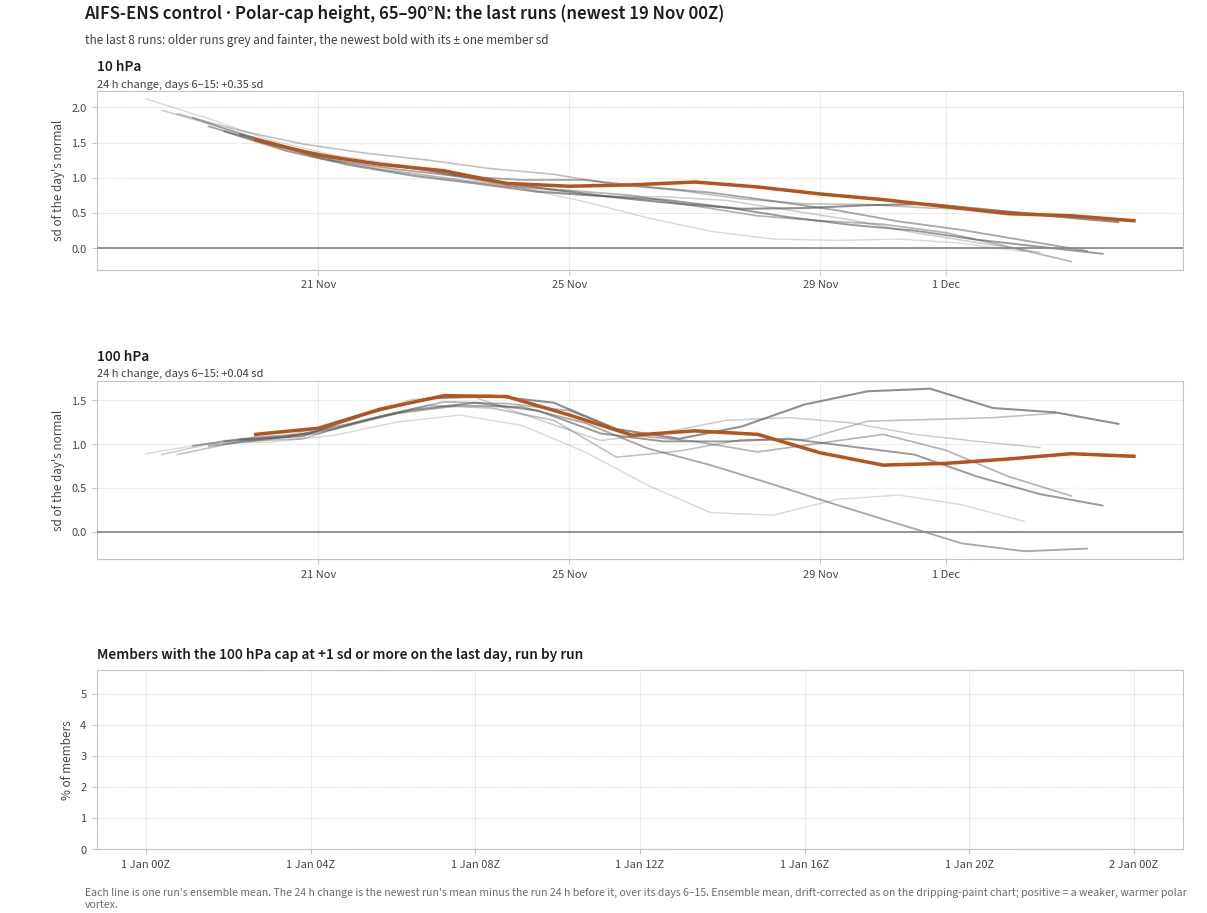 AIFS-ENS control · Polar-cap height, 65–90°N: the last runs (newest 19 Nov 00Z)
the last 8 runs: older runs grey and fainter, the newest bold with its ± one member sd
10 hPa
24 h change, days 6–15: +0.35 sd
sd of the day's normal
2.0
1.5
1.0
0.5
0.0
21 Nov
25 Nov
29 Nov
1 Dec
100 hPa
24 h change, days 6–15: +0.04 sd
sd of the day's normal
1.5
1.0
0.5
0.0
21 Nov
25 Nov
29 Nov
1 Dec
Members with the 100 hPa cap at +1 sd or more on the last day, run by run
% of members
5
4
3
2
1
0
1 Jan 00Z
1 Jan 04Z
1 Jan 08Z
1 Jan 12Z
1 Jan 16Z
1 Jan 20Z
2 Jan 00Z
Each line is one run's ensemble mean. The 24 h change is the newest run's mean minus the run 24 h before it, over its days 6–15. Ensemble mean, drift-corrected as on the dripping-paint chart; positive = a weaker, warmer polar
vortex.